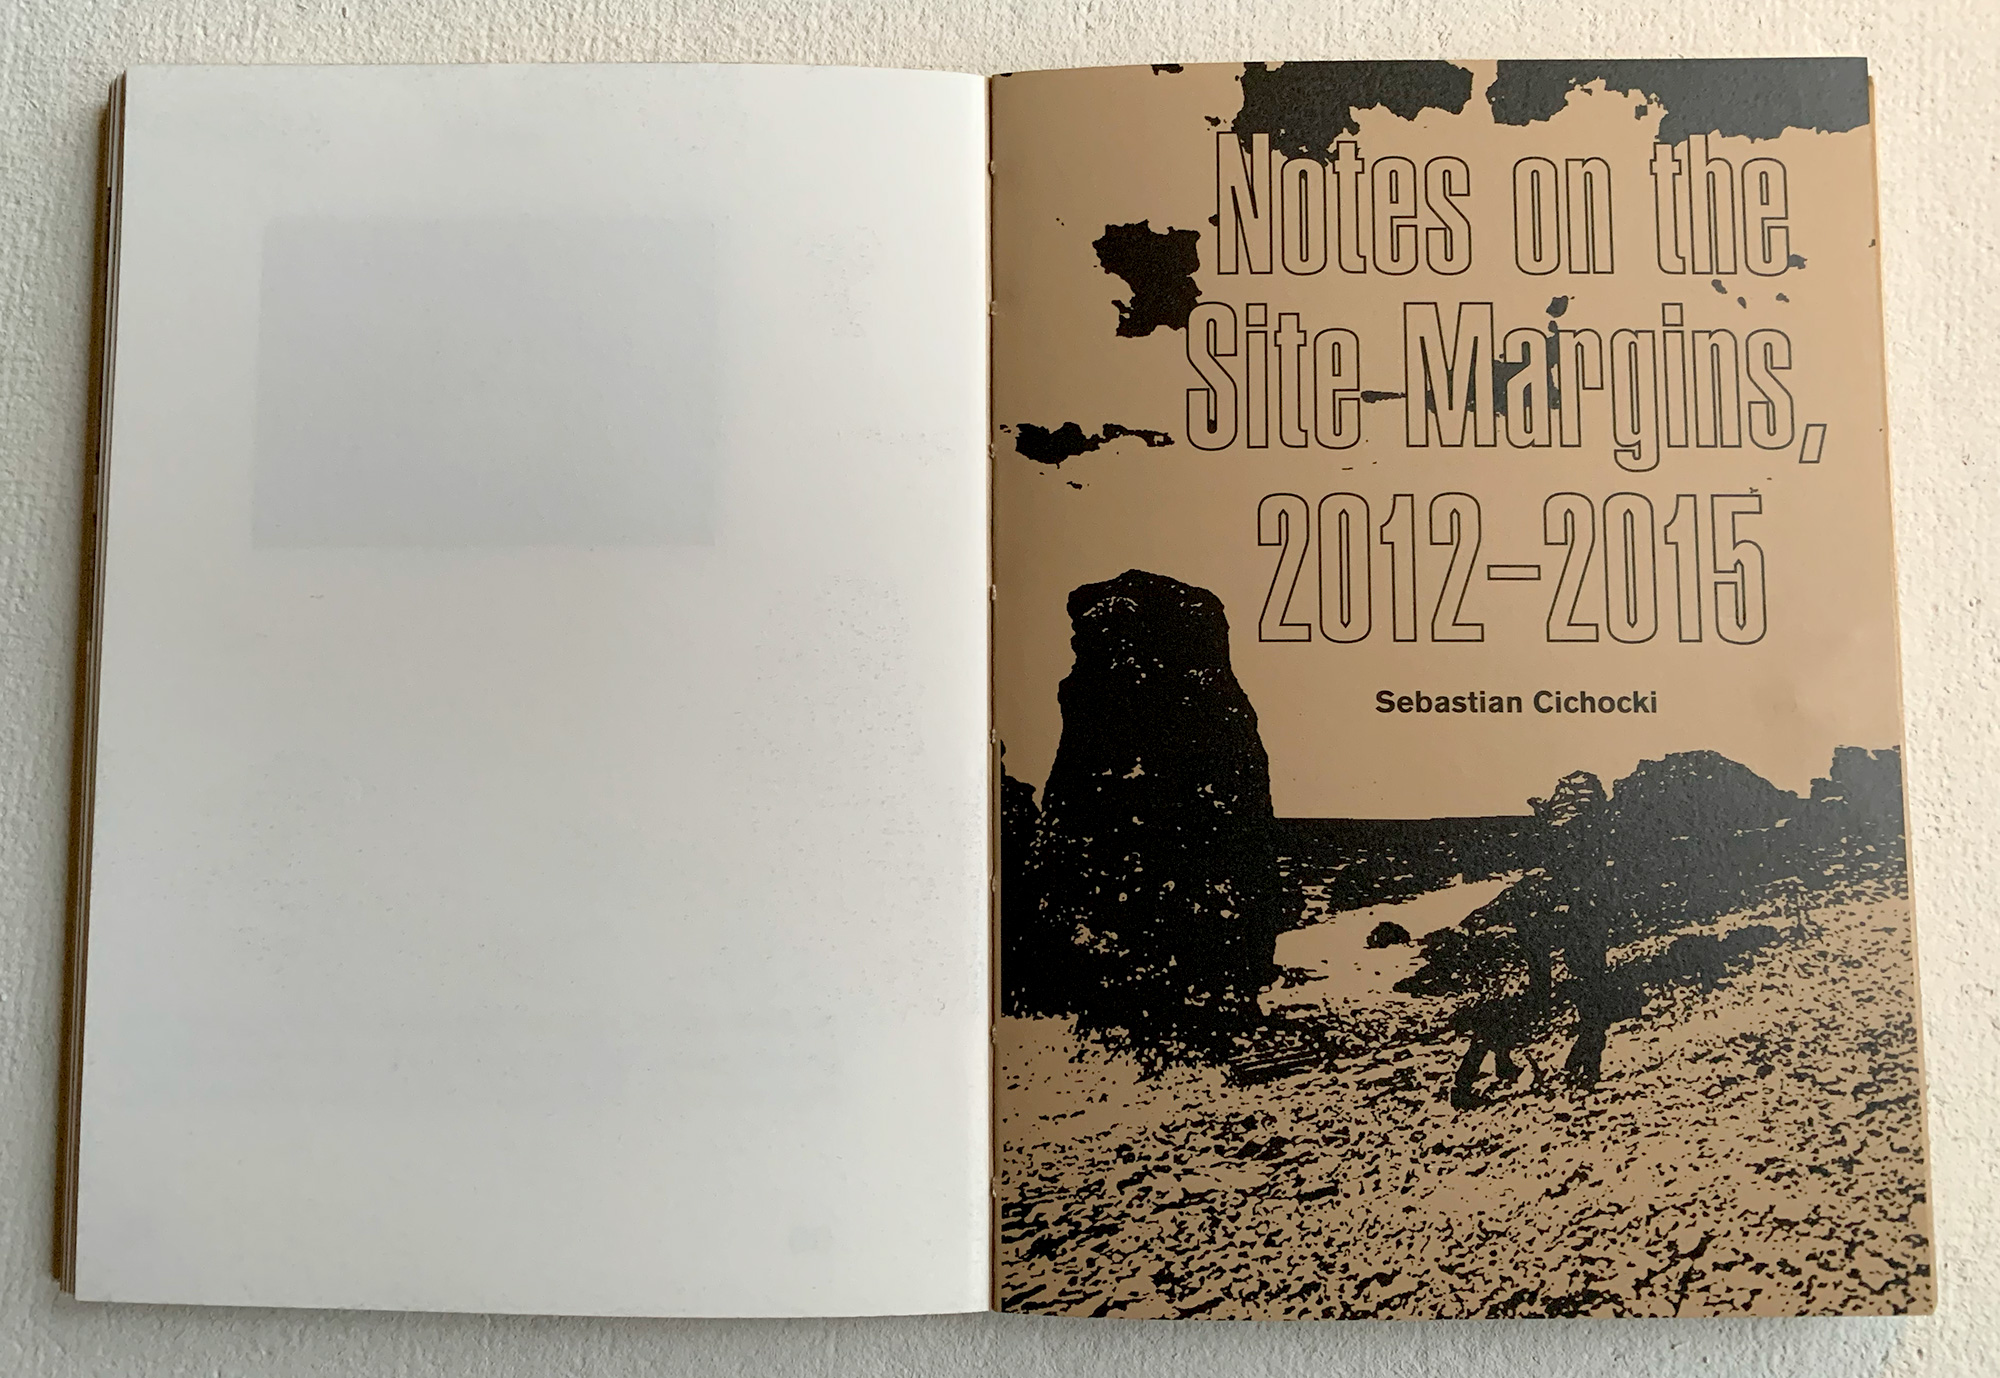 Notes on the
Site Margins,
2012–2015
Sebastian Cichocki